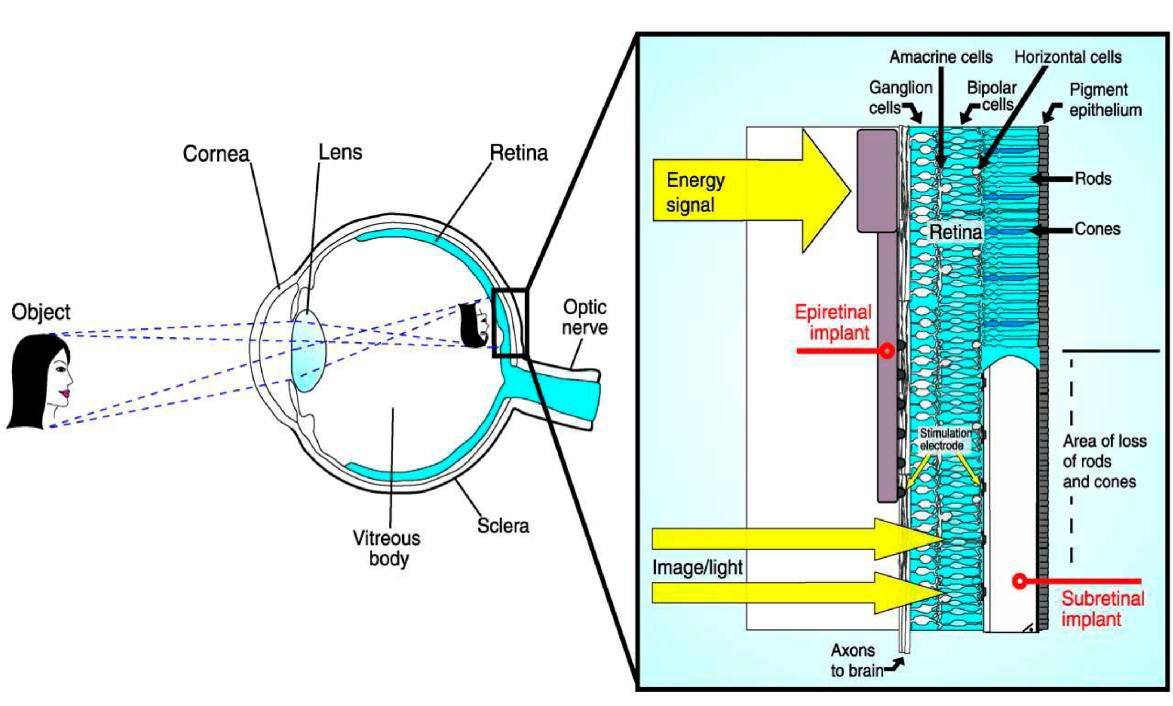 Cornea
Lens
Retina
Object
Optic
nerve
Vitreous
body
Sclera
Amacrine cells
Horizontal cells
Ganglion
cells
Bipolar
cells
Pigment
epithelium
Energy
signal
Rods
Retina
Cones
Epiretinal
implant
Stimulation
electrode
Area of loss
of rods
and cones
Image/light
Subretinal
implant
Axons
to brain